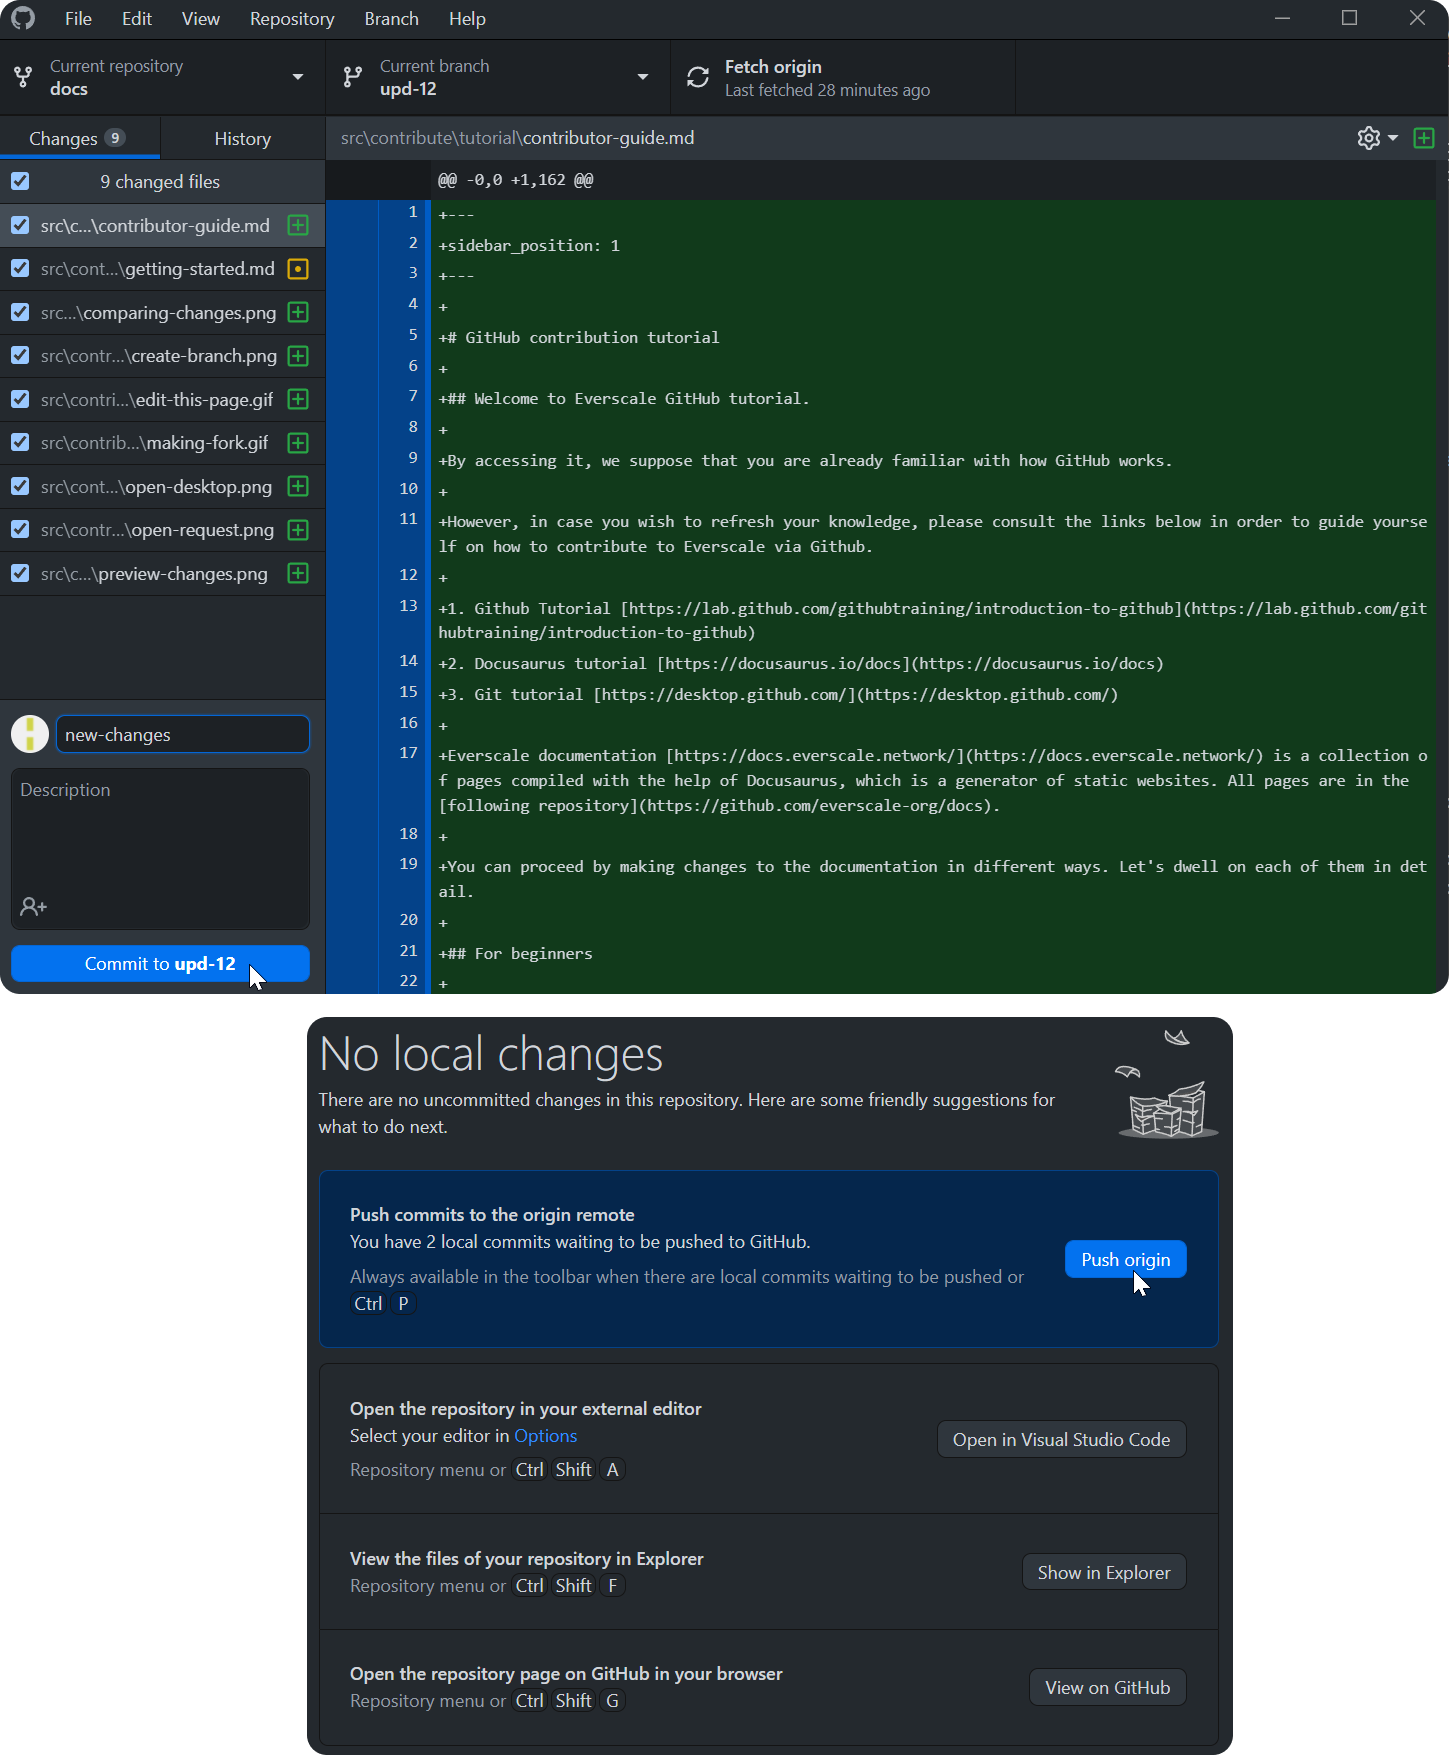 File Edit View Repository Branch Help
Current repository
docs
Current branch
upd-12
Fetch origin
Last fetched 28 minutes ago
Changes 9
History
src\contribute\tutorial\contributor-guide.md
9 changed files
src\c...\contributor-guide.md
src\cont...\getting-started.md
src...\comparing-changes.png
src\contr...\create-branch.png
src\contri...\edit-this-page.gif
src\contrib...\making-fork.gif
src\cont...\open-desktop.png
src\contr...\open-request.png
src\c...\preview-changes.png
new-changes
Description
Commit to upd-12
@@ -0,0 +1,162 @@
1 +---
2 +sidebar_position: 1
3 +---
4 +
5 +# GitHub contribution tutorial
6 +
7 +## Welcome to Everscale GitHub tutorial.
8 +
9 +By accessing it, we suppose that you are already familiar with how GitHub works.
10 +
11 +However, in case you wish to refresh your knowledge, please consult the links below in order to guide yourse
lf on how to contribute to Everscale via Github.
12 +
13 +1. Github Tutorial [https://lab.github.com/githubtraining/introduction-to-github](https://lab.github.com/git
hubtraining/introduction-to-github)
14 +2. Docusaurus tutorial [https://docusaurus.io/docs](https://docusaurus.io/docs)
15 +3. Git tutorial [https://desktop.github.com/](https://desktop.github.com/)
16 +
17 +Everscale documentation [https://docs.everscale.network/](https://docs.everscale.network/) is a collection o
f pages compiled with the help of Docusaurus, which is a generator of static websites. All pages are in the
[following repository](https://github.com/everscale-org/docs).
18 +
19 +You can proceed by making changes to the documentation in different ways. Let's dwell on each of them in det
ail.
20 +
21 +## For beginners
22 +
No local changes
There are no uncommitted changes in this repository. Here are some friendly suggestions for
what to do next.
Push commits to the origin remote
You have 2 local commits waiting to be pushed to GitHub.
Always available in the toolbar when there are local commits waiting to be pushed or
Ctrl P
Push origin
Open the repository in your external editor
Select your editor in Options
Repository menu or Ctrl Shift A
Open in Visual Studio Code
View the files of your repository in Explorer
Repository menu or Ctrl Shift F
Show in Explorer
Open the repository page on GitHub in your browser
Repository menu or Ctrl Shift G
View on GitHub